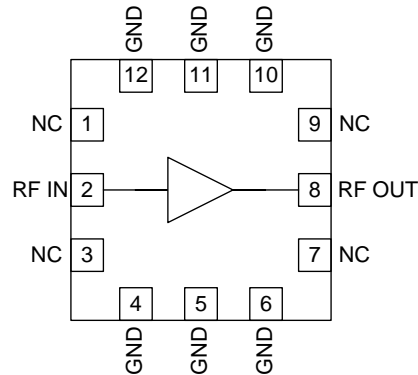 GND GND GND
12 11 10
NC 1 9 NC
RF IN 2 8 RF OUT
NC 3 7 NC
4 5 6
GND GND GND